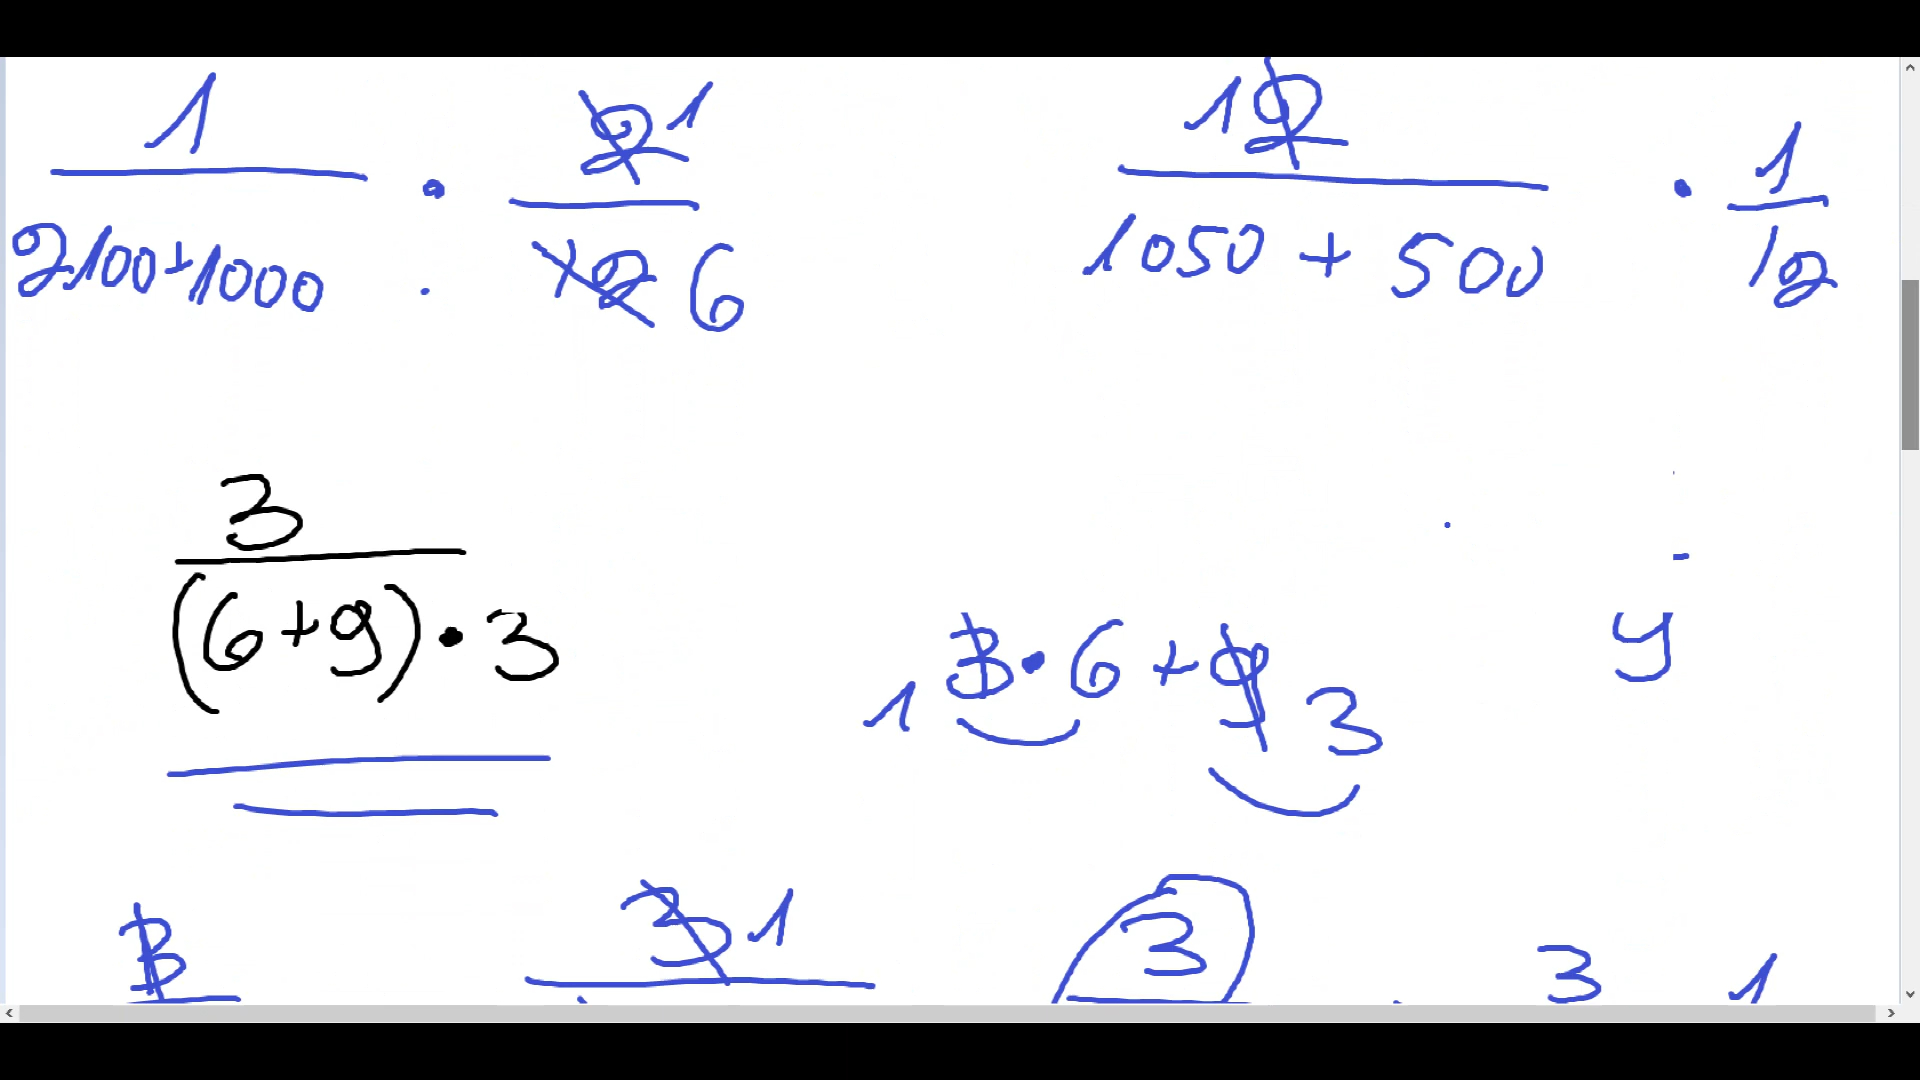 1 2 1 12 1
2100+1000 · 12 6 1050 + 500 · 12
3
(6+9) · 3
1 3 · 6 + 9 3 y
3 3 1 3 3 1